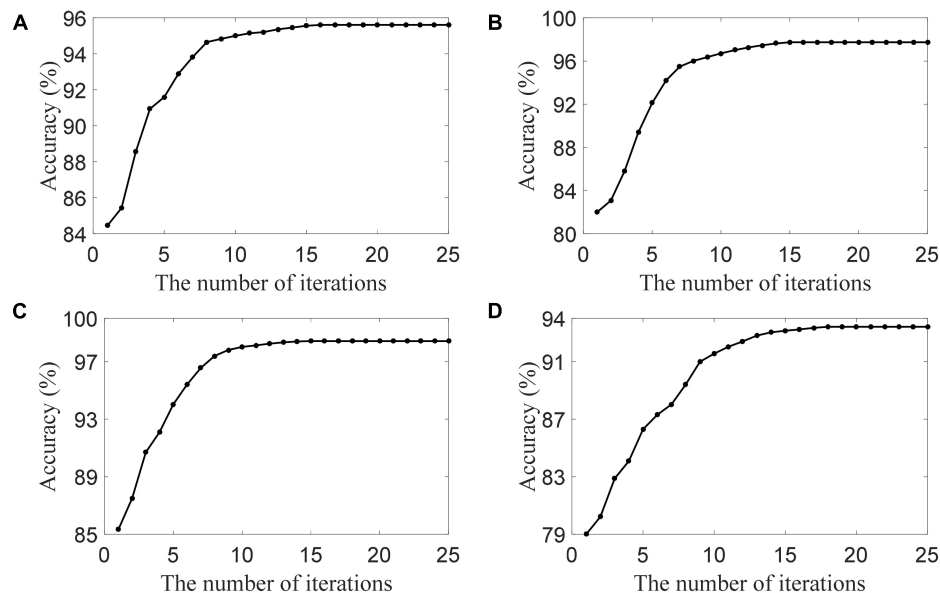 A
96
94
92
90
88
86
84
Accuracy (%)
0 5 10 15 20 25
The number of iterations
B
100
96
92
88
84
80
Accuracy (%)
0 5 10 15 20 25
The number of iterations
C
100
97
93
89
85
Accuracy (%)
0 5 10 15 20 25
The number of iterations
D
94
91
87
83
79
Accuracy (%)
0 5 10 15 20 25
The number of iterations